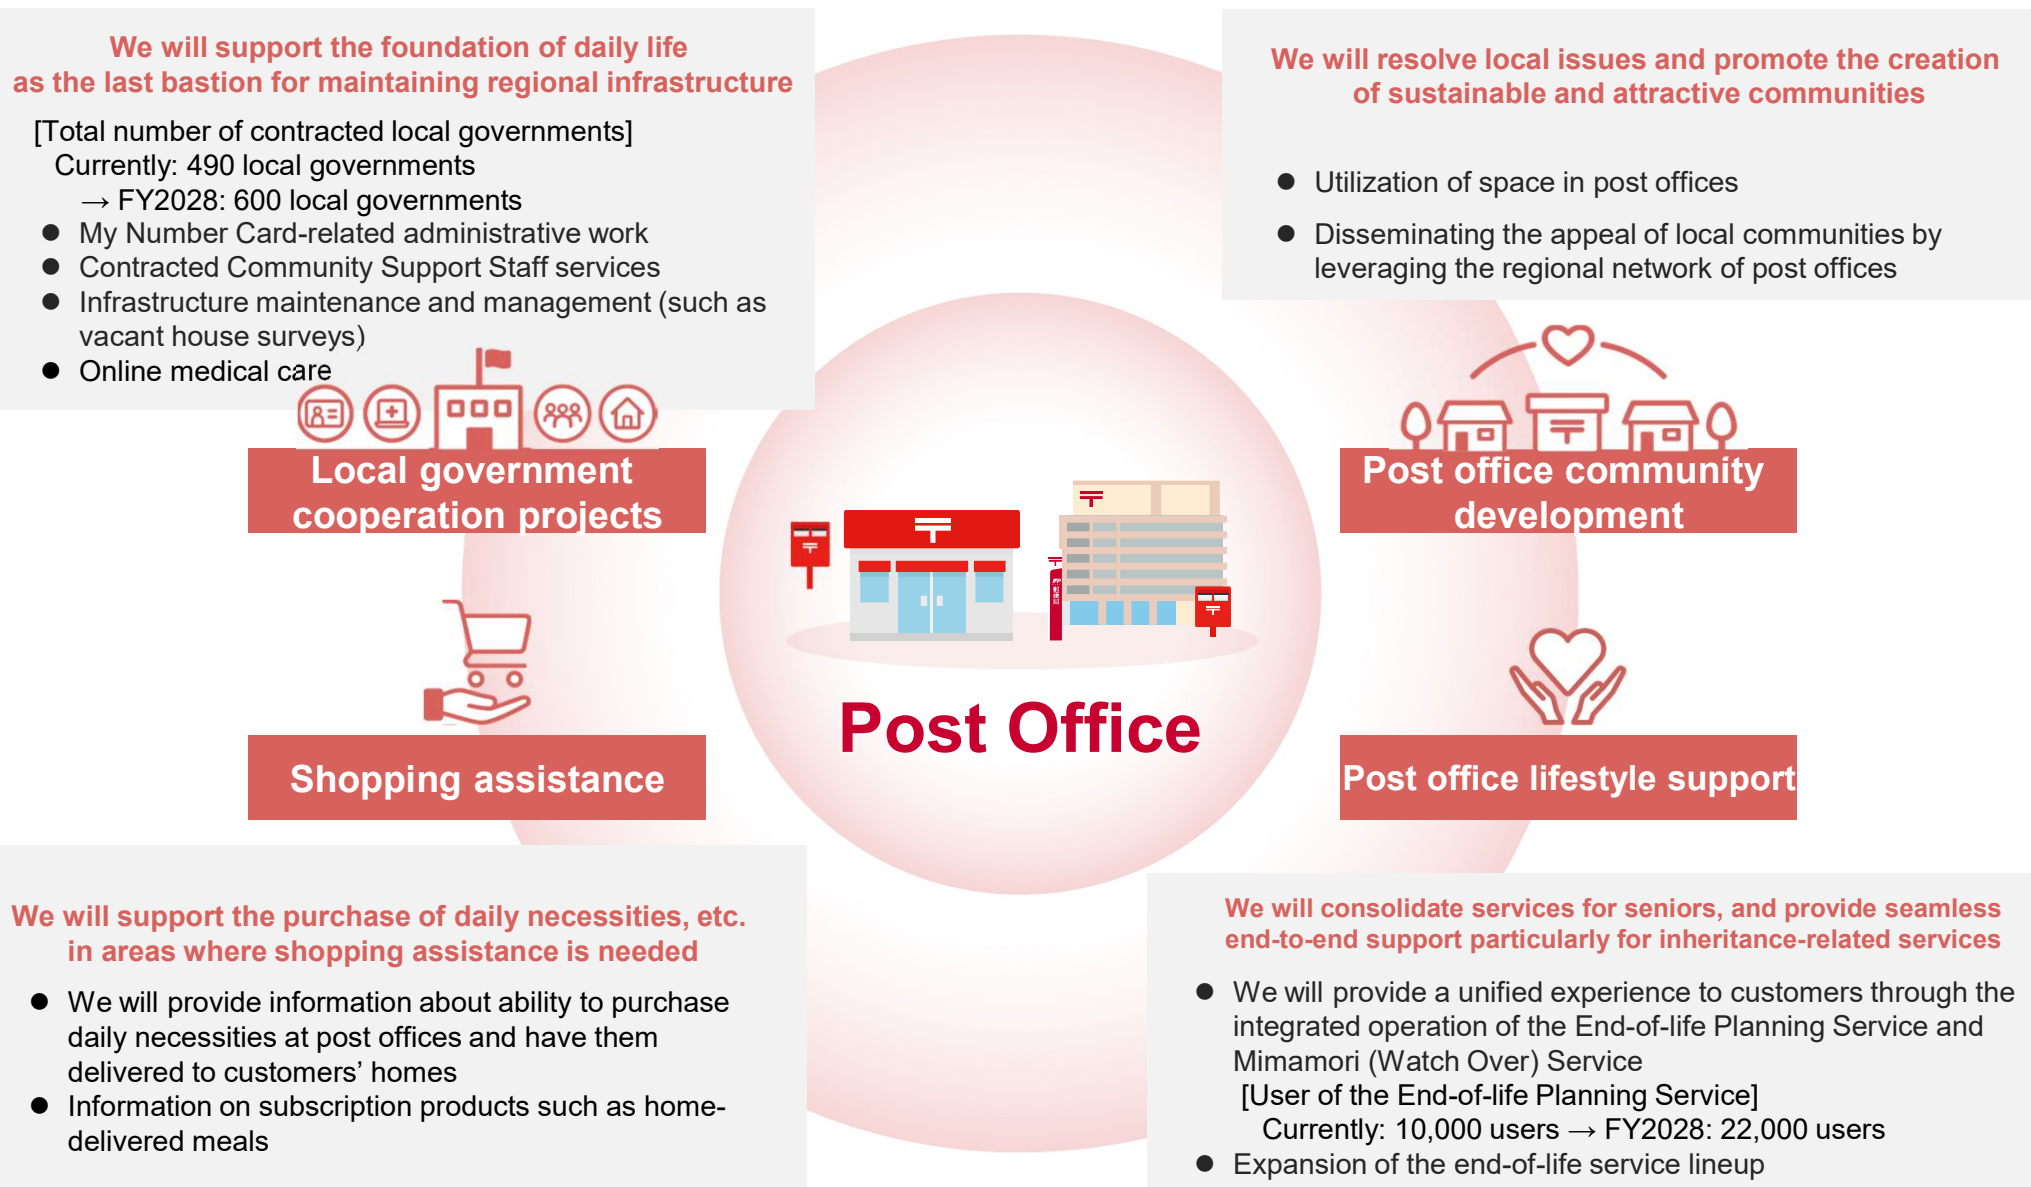 We will support the foundation of daily life
as the last bastion for maintaining regional infrastructure
[Total number of contracted local governments]
Currently: 490 local governments
→ FY2028: 600 local governments
● My Number Card-related administrative work
● Contracted Community Support Staff services
● Infrastructure maintenance and management (such as
vacant house surveys)
● Online medical care
Local government
cooperation projects
We will resolve local issues and promote the creation
of sustainable and attractive communities
● Utilization of space in post offices
● Disseminating the appeal of local communities by
leveraging the regional network of post offices
Post office community
development
Post Office
Shopping assistance
We will support the purchase of daily necessities, etc.
in areas where shopping assistance is needed
● We will provide information about ability to purchase
daily necessities at post offices and have them
delivered to customers’ homes
● Information on subscription products such as home-
delivered meals
Post office lifestyle support
We will consolidate services for seniors, and provide seamless
end-to-end support particularly for inheritance-related services
● We will provide a unified experience to customers through the
integrated operation of the End-of-life Planning Service and
Mimamori (Watch Over) Service
[User of the End-of-life Planning Service]
Currently: 10,000 users → FY2028: 22,000 users
● Expansion of the end-of-life service lineup